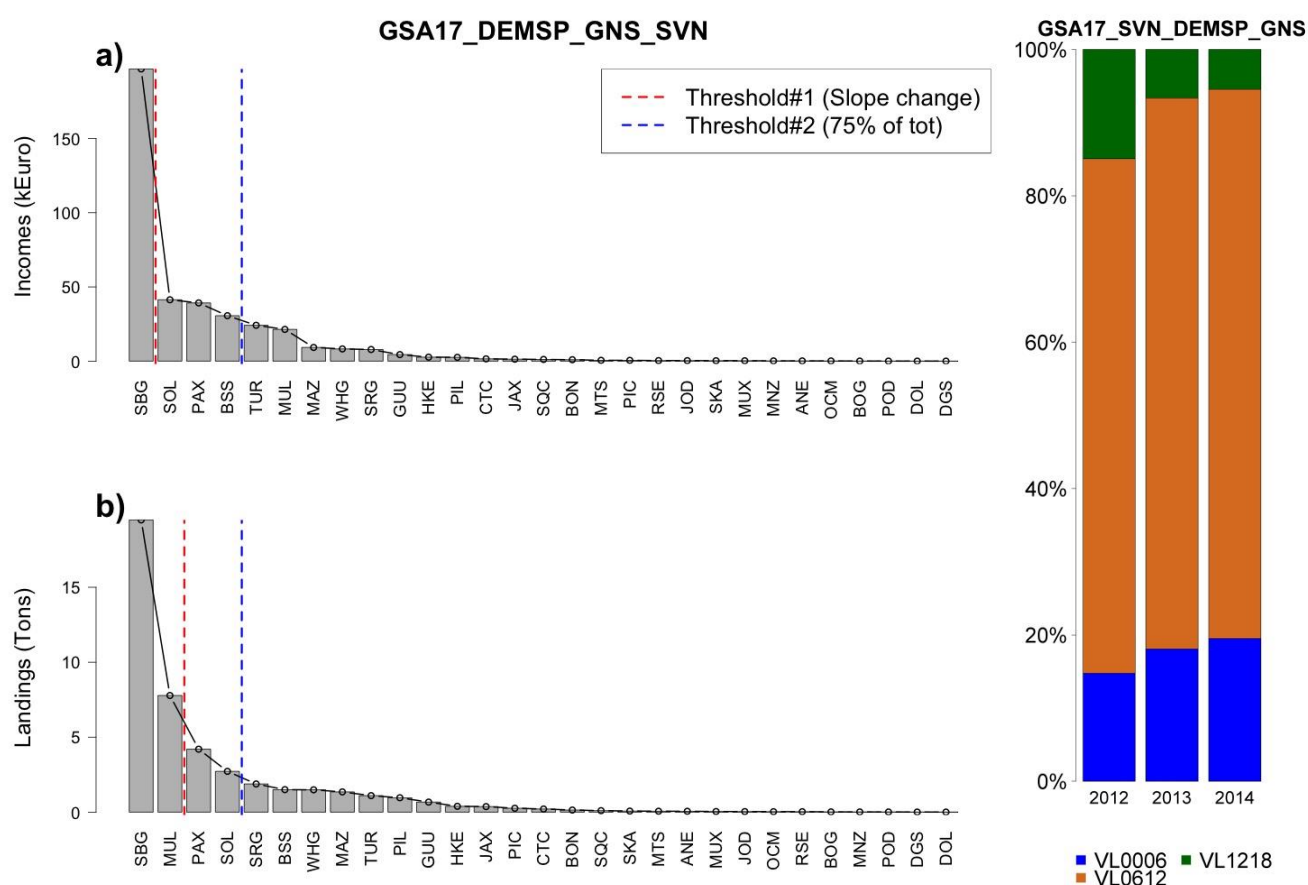 GSA17_DEMSP_GNS_SVN
a)
Threshold#1 (Slope change)
Threshold#2 (75% of tot)
Incomes (kEuro)
150
100
50
0
SBG SOL PAX BSS TUR MUL MAZ WHG SRG GUU HKE PIL CTC JAX SQC BON MTS PIC RSE JOD SKA MUX MNZ ANE OCM BOG POD DOL DGS
b)
Landings (Tons)
15
10
5
0
SBG MUL PAX SOL SRG BSS WHG MAZ TUR PIL GUU HKE JAX PIC CTC BON SQC SKA MTS ANE MUX JOD OCM RSE BOG MNZ POD DGS DOL
GSA17_SVN_DEMSP_GNS
100%
80%
60%
40%
20%
0%
2012 2013 2014
VL0006 VL1218
VL0612